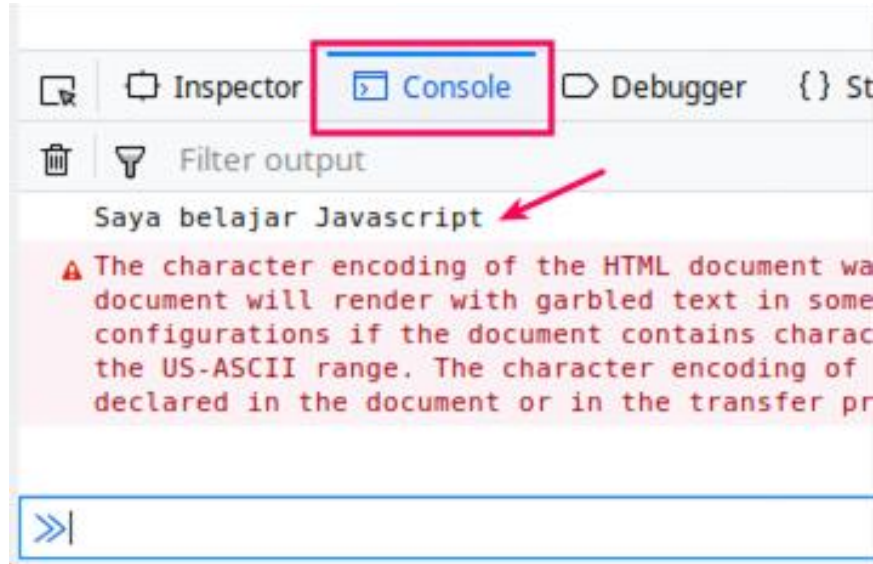 Inspector Console Debugger {} St
Filter output
Saya belajar Javascript
The character encoding of the HTML document wa
document will render with garbled text in some
configurations if the document contains charac
the US-ASCII range. The character encoding of
declared in the document or in the transfer pr